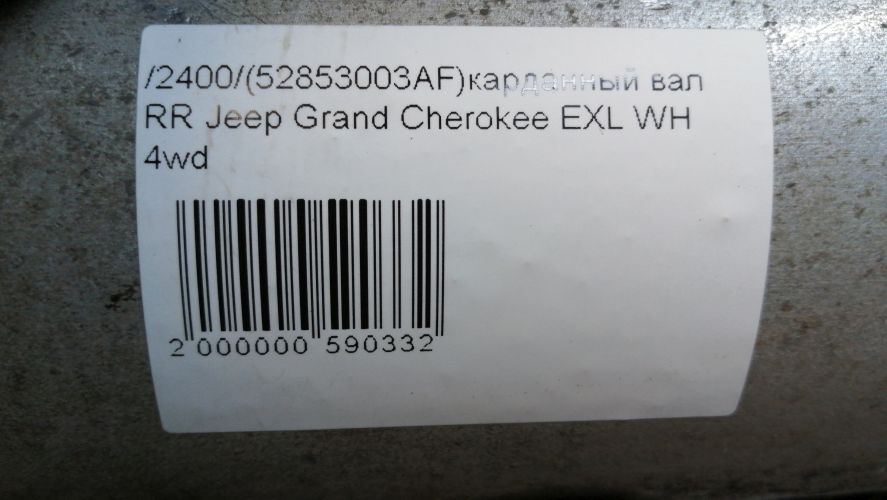 /2400/(52853003AF)карданный вал
RR Jeep Grand Cherokee EXL WH
4wd
2 000000 590332